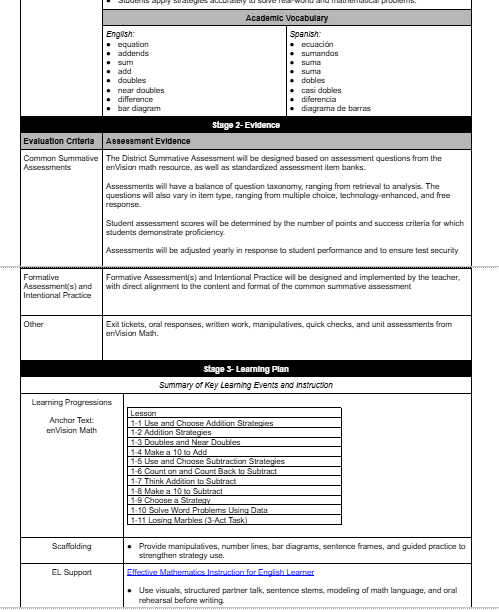 ● Students apply strategies accurately to solve real-world and mathematical problems.
Academic Vocabulary
English:
● equation
● addends
● sum
● add
● doubles
● near doubles
● difference
● bar diagram
Spanish:
● ecuación
● sumandos
● suma
● suma
● dobles
● casi dobles
● diferencia
● diagrama de barras
Stage 2- Evidence
Evaluation Criteria
Assessment Evidence
Common Summative
Assessments
The District Summative Assessment will be designed based on assessment questions from the
enVision math resource, as well as standardized assessment item banks.
Assessments will have a balance of question taxonomy, ranging from retrieval to analysis. The
questions will also vary in item type, ranging from multiple choice, technology-enhanced, and free
response.
Student assessment scores will be determined by the number of points and success criteria for which
students demonstrate proficiency.
Assessments will be adjusted yearly in response to student performance and to ensure test security
Formative
Assessment(s) and
Intentional Practice
Formative Assessment(s) and Intentional Practice will be designed and implemented by the teacher,
with direct alignment to the content and format of the common summative assessment
Other
Exit tickets, oral responses, written work, manipulatives, quick checks, and unit assessments from
enVision Math.
Stage 3- Learning Plan
Summary of Key Learning Events and Instruction
Learning Progressions
Anchor Text:
enVision Math
Lesson
1-1 Use and Choose Addition Strategies
1-2 Addition Strategies
1-3 Doubles and Near Doubles
1-4 Make a 10 to Add
1-5 Use and Choose Subtraction Strategies
1-6 Count on and Count Back to Subtract
1-7 Think Addition to Subtract
1-8 Make a 10 to Subtract
1-9 Choose a Strategy
1-10 Solve Word Problems Using Data
1-11 Losing Marbles (3-Act Task)
Scaffolding
● Provide manipulatives, number lines, bar diagrams, sentence frames, and guided practice to
strengthen strategy use.
EL Support
Effective Mathematics Instruction for English Learner
● Use visuals, structured partner talk, sentence stems, modeling of math language, and oral
rehearsal before writing.